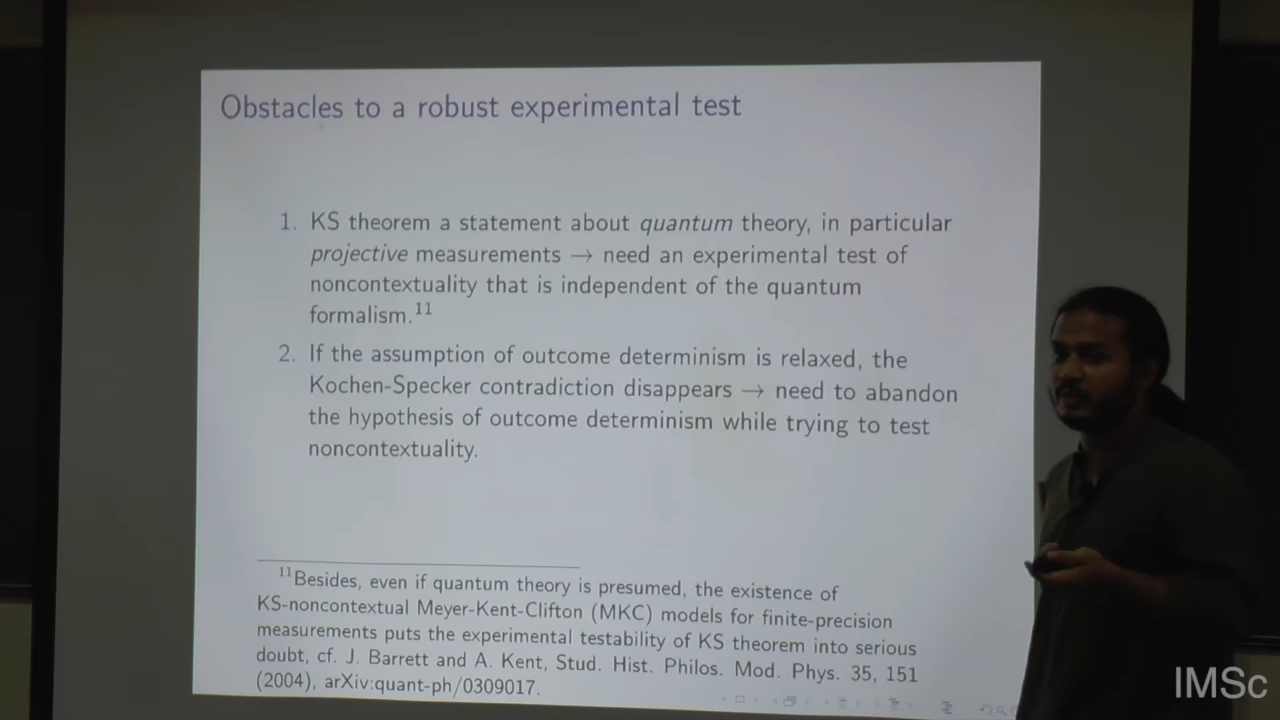 Obstacles to a robust experimental test
1. KS theorem a statement about quantum theory, in particular
projective measurements → need an experimental test of
noncontextuality that is independent of the quantum
formalism.11
2. If the assumption of outcome determinism is relaxed, the
Kochen-Specker contradiction disappears → need to abandon
the hypothesis of outcome determinism while trying to test
noncontextuality.
11Besides, even if quantum theory is presumed, the existence of
KS-noncontextual Meyer-Kent-Clifton (MKC) models for finite-precision
measurements puts the experimental testability of KS theorem into serious
doubt, cf. J. Barrett and A. Kent, Stud. Hist. Philos. Mod. Phys. 35, 151
(2004), arXiv:quant-ph/0309017.
IMSc